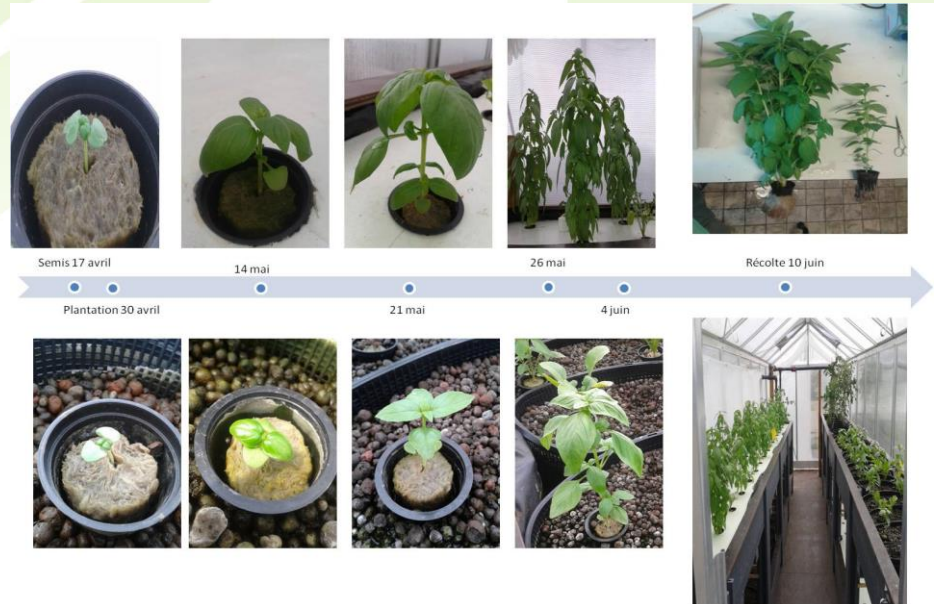 Semis 17 avril
14 mai
26 mai
Récolte 10 juin
Plantation 30 avril
21 mai
4 juin